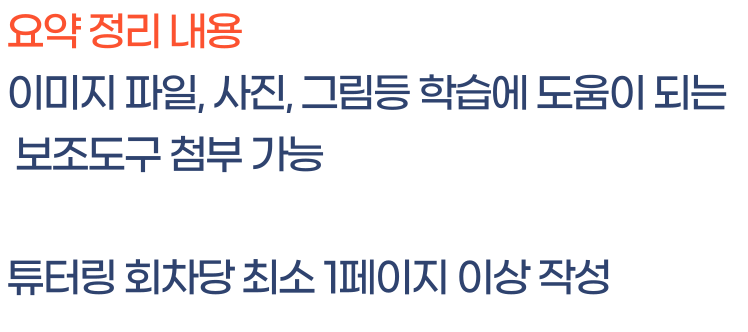 요약 정리 내용
이미지 파일, 사진, 그림등 학습에 도움이 되는
보조도구 첨부 가능
튜터링 회차당 최소 1페이지 이상 작성